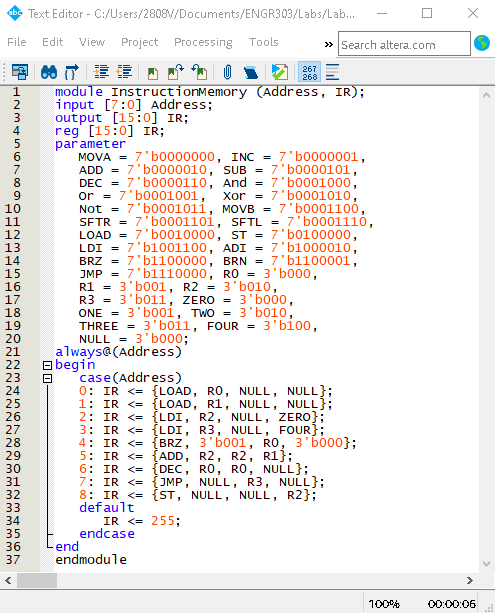 Text Editor - C:/Users/2808V/Documents/ENGR303/Labs/Lab...
File Edit View Project Processing Tools » Search altera.com
267
268
1 module InstructionMemory (Address, IR);
2 input [7:0] Address;
3 output [15:0] IR;
4 reg [15:0] IR;
5 parameter
6 MOVA = 7'b0000000, INC = 7'b0000001,
7 ADD = 7'b0000010, SUB = 7'b0000101,
8 DEC = 7'b0000110, And = 7'b0001000,
9 Or = 7'b0001001, Xor = 7'b0001010,
10 Not = 7'b0001011, MOVB = 7'b0001100,
11 SFTR = 7'b0001101, SFTL = 7'b0001110,
12 LOAD = 7'b0010000, ST = 7'b0100000,
13 LDI = 7'b1001100, ADI = 7'b1000010,
14 BRZ = 7'b1100000, BRN = 7'b1100001,
15 JMP = 7'b1110000, R0 = 3'b000,
16 R1 = 3'b001, R2 = 3'b010,
17 R3 = 3'b011, ZERO = 3'b000,
18 ONE = 3'b001, TWO = 3'b010,
19 THREE = 3'b011, FOUR = 3'b100,
20 NULL = 3'b000;
21 always@(Address)
22 begin
23 case(Address)
24 0: IR <= {LOAD, R0, NULL, NULL};
25 1: IR <= {LOAD, R1, NULL, NULL};
26 2: IR <= {LDI, R2, NULL, ZERO};
27 3: IR <= {LDI, R3, NULL, FOUR};
28 4: IR <= {BRZ, 3'b001, R0, 3'b000};
29 5: IR <= {ADD, R2, R2, R1};
30 6: IR <= {DEC, R0, R0, NULL};
31 7: IR <= {JMP, NULL, R3, NULL};
32 8: IR <= {ST, NULL, NULL, R2};
33 default
34 IR <= 255;
35 endcase
36 end
37 endmodule
100% 00:00:06